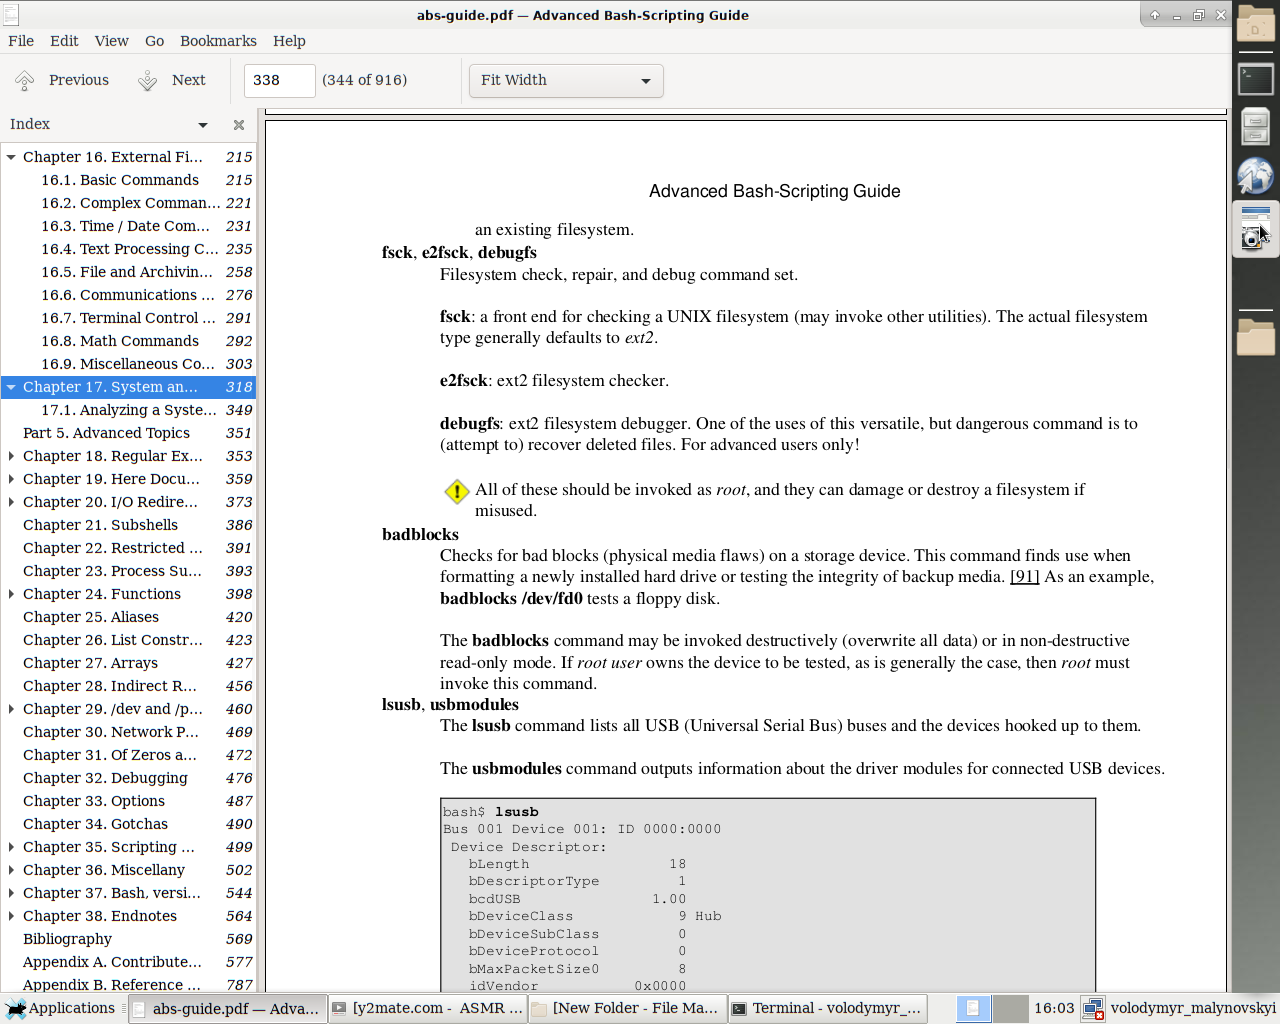 abs-guide.pdf — Advanced Bash-Scripting Guide
File Edit View Go Bookmarks Help
Previous Next 338 (344 of 916) Fit Width
Index
Chapter 16. External Fi... 215
16.1. Basic Commands 215
16.2. Complex Comman... 221
16.3. Time / Date Com... 231
16.4. Text Processing C... 235
16.5. File and Archivin... 258
16.6. Communications ... 276
16.7. Terminal Control ... 291
16.8. Math Commands 292
16.9. Miscellaneous Co... 303
Chapter 17. System an... 318
17.1. Analyzing a Syste... 349
Part 5. Advanced Topics 351
Chapter 18. Regular Ex... 353
Chapter 19. Here Docu... 359
Chapter 20. I/O Redire... 373
Chapter 21. Subshells 386
Chapter 22. Restricted ... 391
Chapter 23. Process Su... 393
Chapter 24. Functions 398
Chapter 25. Aliases 420
Chapter 26. List Constr... 423
Chapter 27. Arrays 427
Chapter 28. Indirect R... 456
Chapter 29. /dev and /p... 460
Chapter 30. Network P... 469
Chapter 31. Of Zeros a... 472
Chapter 32. Debugging 476
Chapter 33. Options 487
Chapter 34. Gotchas 490
Chapter 35. Scripting ... 499
Chapter 36. Miscellany 502
Chapter 37. Bash, versi... 544
Chapter 38. Endnotes 564
Bibliography 569
Appendix A. Contribute... 577
Appendix B. Reference ... 787
Advanced Bash-Scripting Guide
an existing filesystem.
fsck, e2fsck, debugfs
Filesystem check, repair, and debug command set.
fsck: a front end for checking a UNIX filesystem (may invoke other utilities). The actual filesystem
type generally defaults to ext2.
e2fsck: ext2 filesystem checker.
debugfs: ext2 filesystem debugger. One of the uses of this versatile, but dangerous command is to
(attempt to) recover deleted files. For advanced users only!
All of these should be invoked as root, and they can damage or destroy a filesystem if
misused.
badblocks
Checks for bad blocks (physical media flaws) on a storage device. This command finds use when
formatting a newly installed hard drive or testing the integrity of backup media. [91] As an example,
badblocks /dev/fd0 tests a floppy disk.
The badblocks command may be invoked destructively (overwrite all data) or in non-destructive
read-only mode. If root user owns the device to be tested, as is generally the case, then root must
invoke this command.
lsusb, usbmodules
The lsusb command lists all USB (Universal Serial Bus) buses and the devices hooked up to them.
The usbmodules command outputs information about the driver modules for connected USB devices.
bash$ lsusb
Bus 001 Device 001: ID 0000:0000
Device Descriptor:
bLength 18
bDescriptorType 1
bcdUSB 1.00
bDeviceClass 9 Hub
bDeviceSubClass 0
bDeviceProtocol 0
bMaxPacketSize0 8
idVendor 0x0000
Applications abs-guide.pdf — Adva... [y2mate.com - ASMR ... [New Folder - File Ma... Terminal - volodymyr_... 16:03 volodymyr_malynovskyi